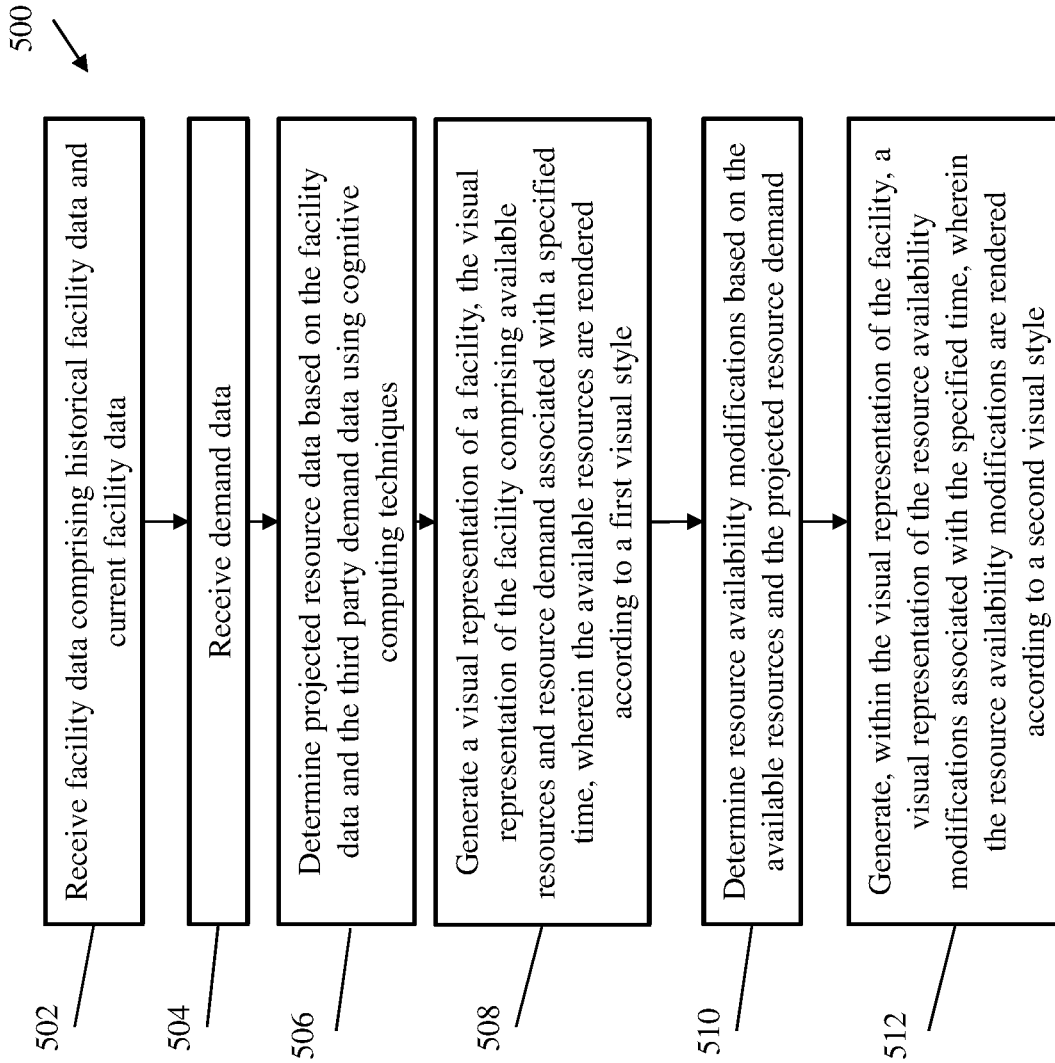 500
502
Receive facility data comprising historical facility data and
current facility data
504
Receive demand data
506
Determine projected resource data based on the facility
data and the third party demand data using cognitive
computing techniques
508
Generate a visual representation of a facility, the visual
representation of the facility comprising available
resources and resource demand associated with a specified
time, wherein the available resources are rendered
according to a first visual style
510
Determine resource availability modifications based on the
available resources and the projected resource demand
512
Generate, within the visual representation of the facility, a
visual representation of the resource availability
modifications associated with the specified time, wherein
the resource availability modifications are rendered
according to a second visual style